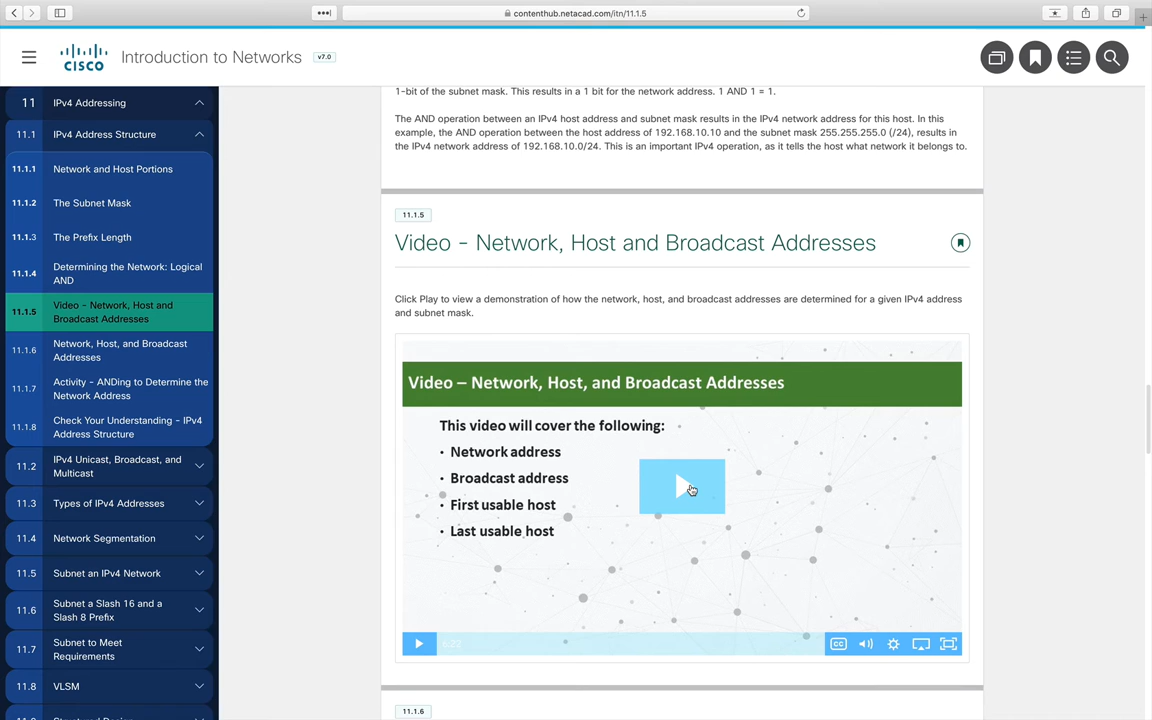 contenthub.netacad.com/itn/11.1.5
CISCO
Introduction to Networks
v7.0
11 IPv4 Addressing
11.1 IPv4 Address Structure
11.1.1 Network and Host Portions
11.1.2 The Subnet Mask
11.1.3 The Prefix Length
11.1.4 Determining the Network: Logical
AND
11.1.5 Video - Network, Host and
Broadcast Addresses
11.1.6 Network, Host, and Broadcast
Addresses
11.1.7 Activity - ANDing to Determine the
Network Address
11.1.8 Check Your Understanding - IPv4
Address Structure
11.2 IPv4 Unicast, Broadcast, and
Multicast
11.3 Types of IPv4 Addresses
11.4 Network Segmentation
11.5 Subnet an IPv4 Network
11.6 Subnet a Slash 16 and a
Slash 8 Prefix
11.7 Subnet to Meet
Requirements
11.8 VLSM
1-bit of the subnet mask. This results in a 1 bit for the network address. 1 AND 1 = 1.
The AND operation between an IPv4 host address and subnet mask results in the IPv4 network address for this host. In this
example, the AND operation between the host address of 192.168.10.10 and the subnet mask 255.255.255.0 (/24), results in
the IPv4 network address of 192.168.10.0/24. This is an important IPv4 operation, as it tells the host what network it belongs to.
11.1.5
Video - Network, Host and Broadcast Addresses
Click Play to view a demonstration of how the network, host, and broadcast addresses are determined for a given IPv4 address
and subnet mask.
Video – Network, Host, and Broadcast Addresses
This video will cover the following:
• Network address
• Broadcast address
• First usable host
• Last usable host
6:27
CC
11.1.6